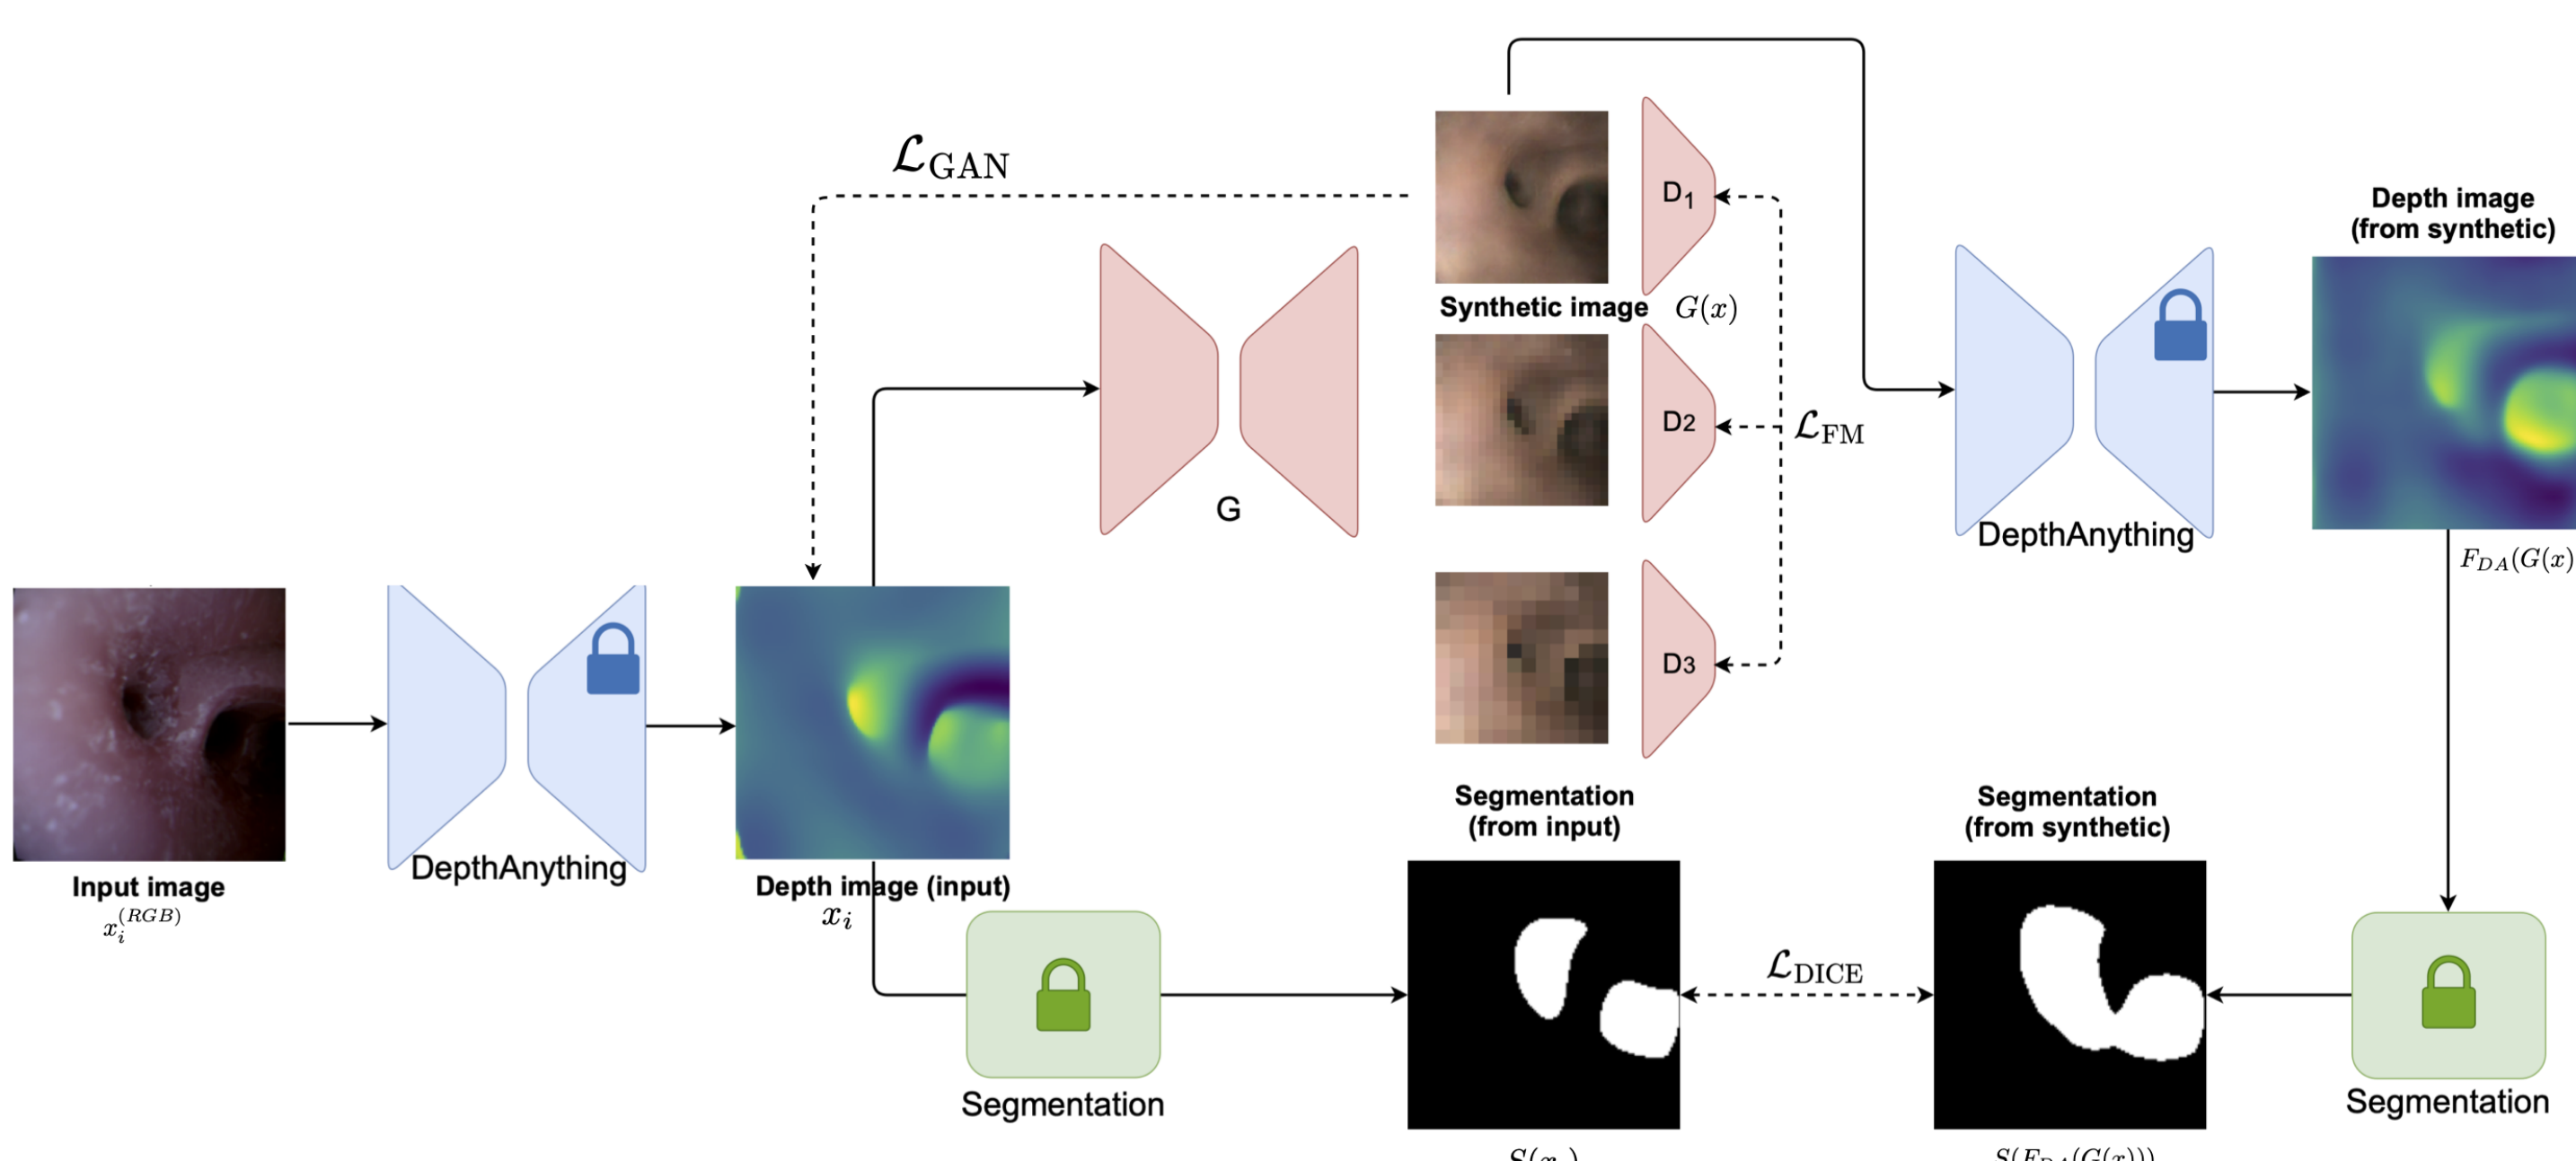 ℒGAN
D1
Synthetic image G(x)
D2
ℒFM
D3
G
Depth image
(from synthetic)
DepthAnything
F_DA(G(x)
Input image
x_i^(RGB)
DepthAnything
Depth image (input)
x_i
Segmentation
Segmentation
(from input)
ℒDICE
Segmentation
(from synthetic)
Segmentation
S(F_DA(G(x)))